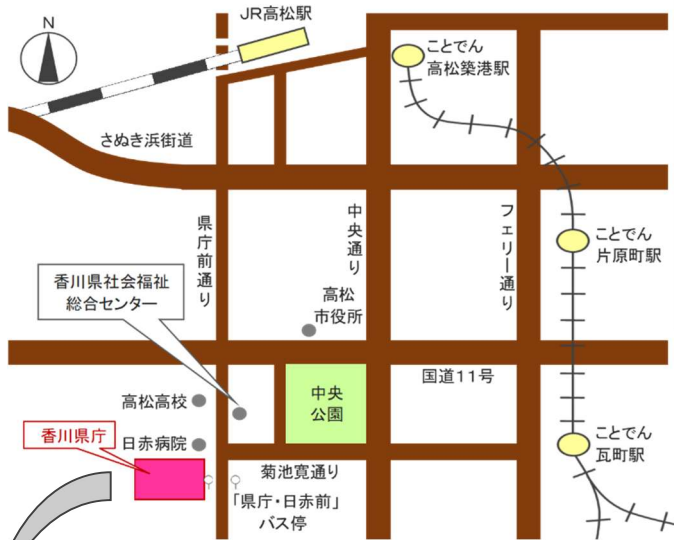 N
JR高松駅
ことでん
高松築港駅
さぬき浜街道
県庁前通り
中央通り
フェリー通り
ことでん
片原町駅
香川県社会福祉
総合センター
高松
市役所
国道11号
高松高校
中央
公園
香川県庁
日赤病院
菊池寛通り
ことでん
瓦町駅
「県庁・日赤前」
バス停